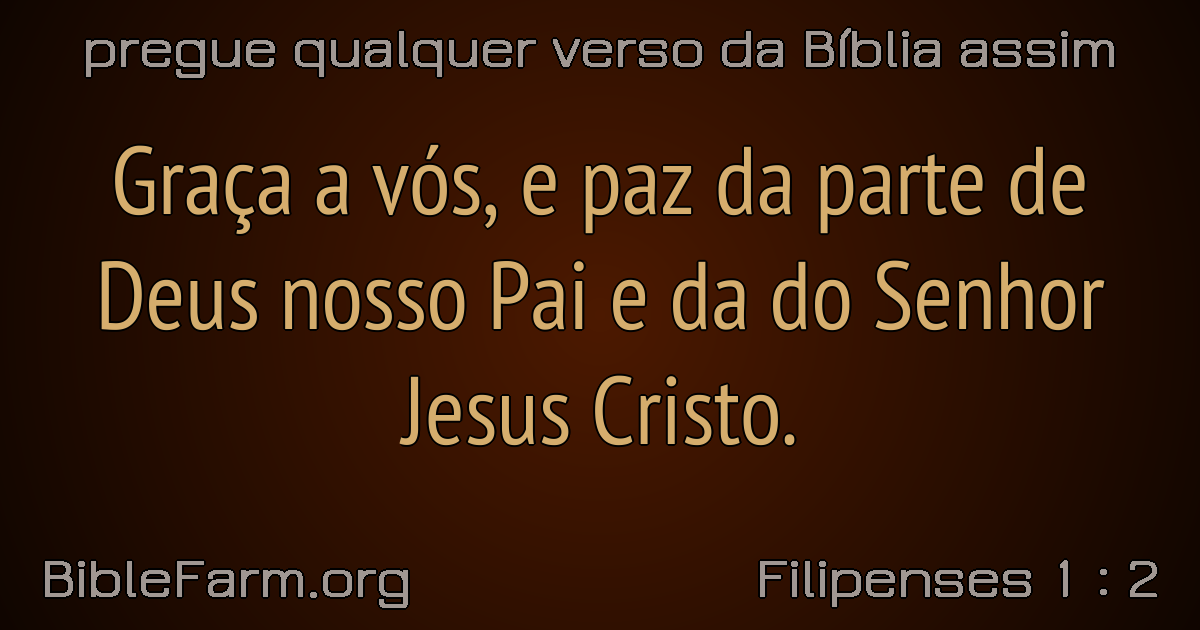 pregue qualquer verso da Bíblia assim
Graça a vós, e paz da parte de
Deus nosso Pai e da do Senhor
Jesus Cristo.
BibleFarm.org
Filipenses 1 : 2